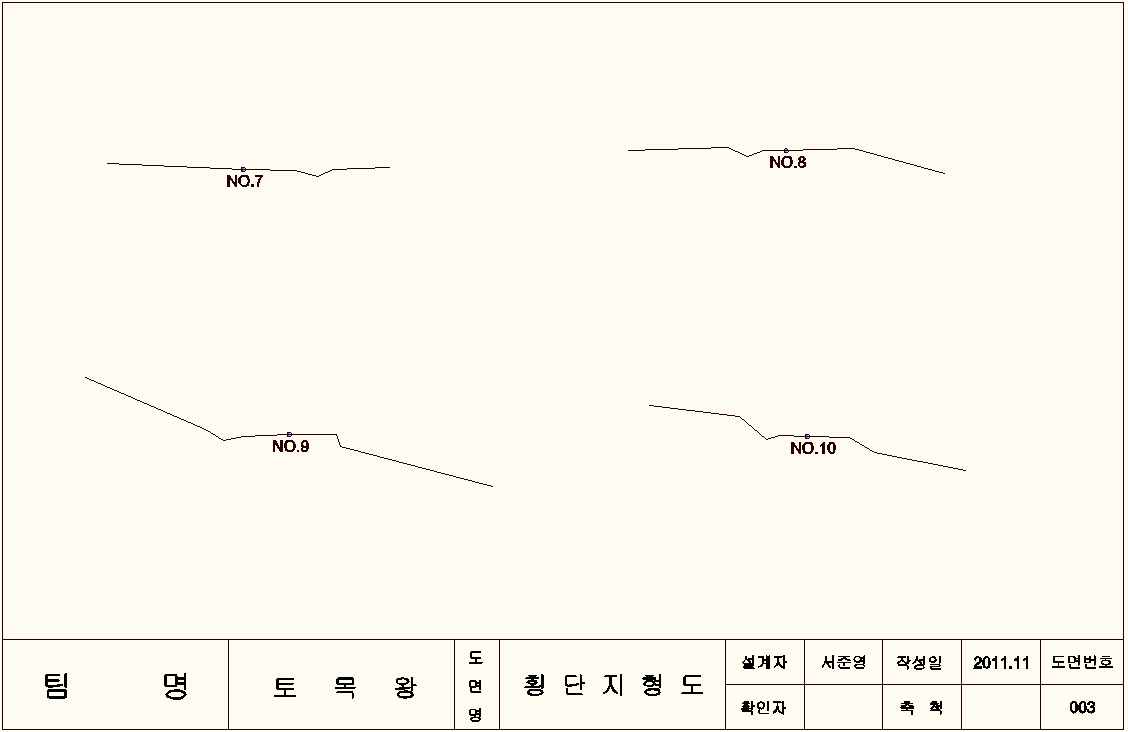 NO.7
NO.8
NO.9
NO.10
팀 명
토 목 왕
도면명
횡 단 지 형 도
설계자 서준영 작성일 2011.11 도면번호
확인자 축 척 003